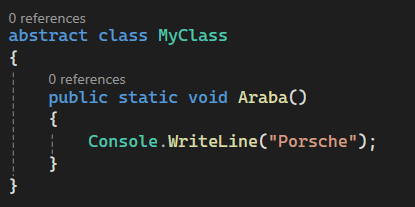 0 references
abstract class MyClass
{
0 references
public static void Araba()
{
Console.WriteLine("Porsche");
}
}